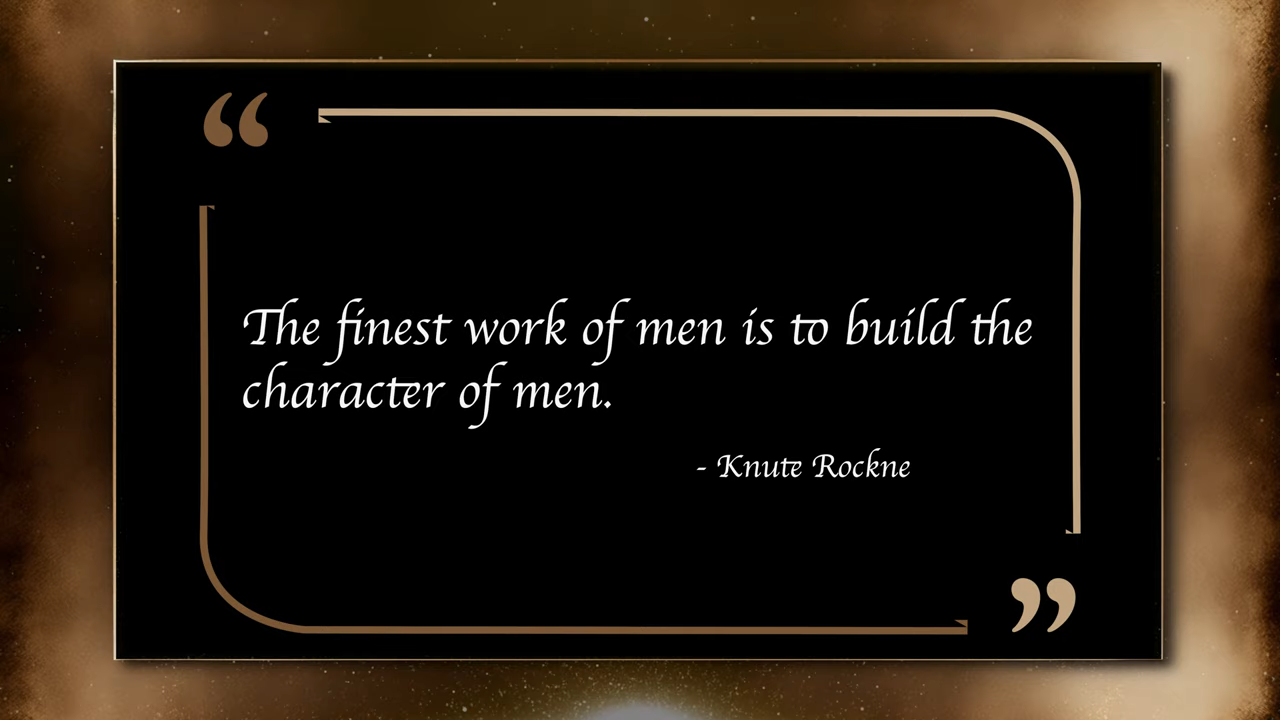 “
The finest work of men is to build the
character of men.
- Knute Rockne
”